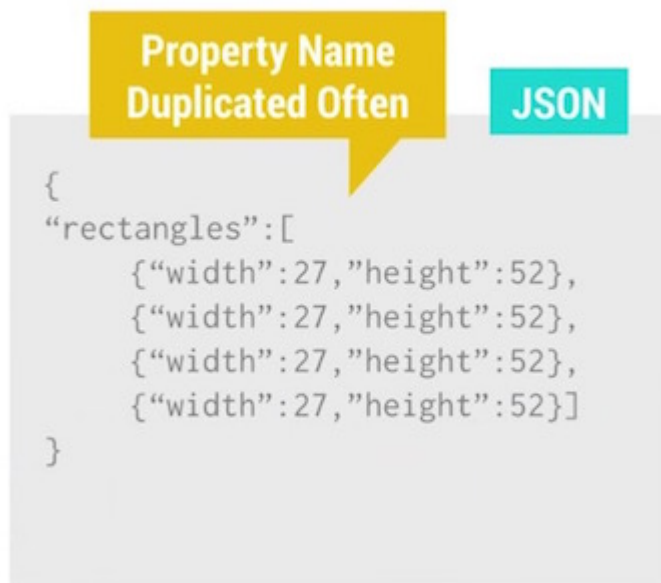 Property Name
Duplicated Often
JSON
{
“rectangles”:[
{“width”:27,”height”:52},
{“width”:27,”height”:52},
{“width”:27,”height”:52},
{“width”:27,”height”:52}]
}